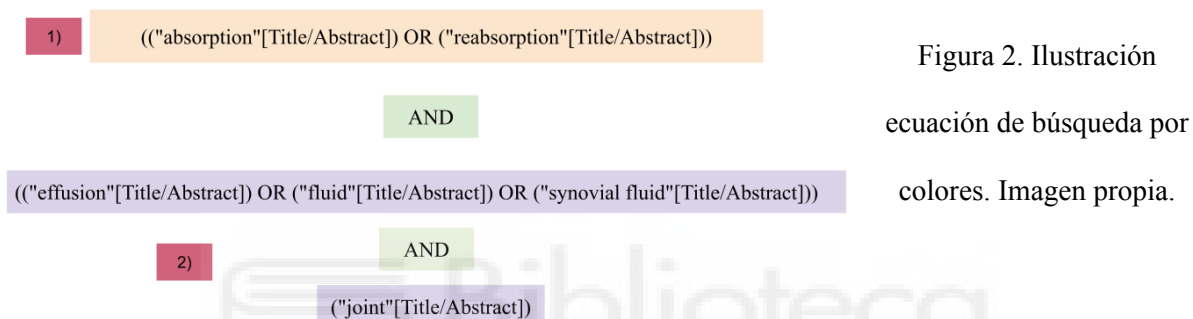 1)
(("absorption"[Title/Abstract]) OR ("reabsorption"[Title/Abstract]))
AND
(("effusion"[Title/Abstract]) OR ("fluid"[Title/Abstract]) OR ("synovial fluid"[Title/Abstract]))
2)
AND
("joint"[Title/Abstract])
Figura 2. Ilustración
ecuación de búsqueda por
colores. Imagen propia.
Biblioteca